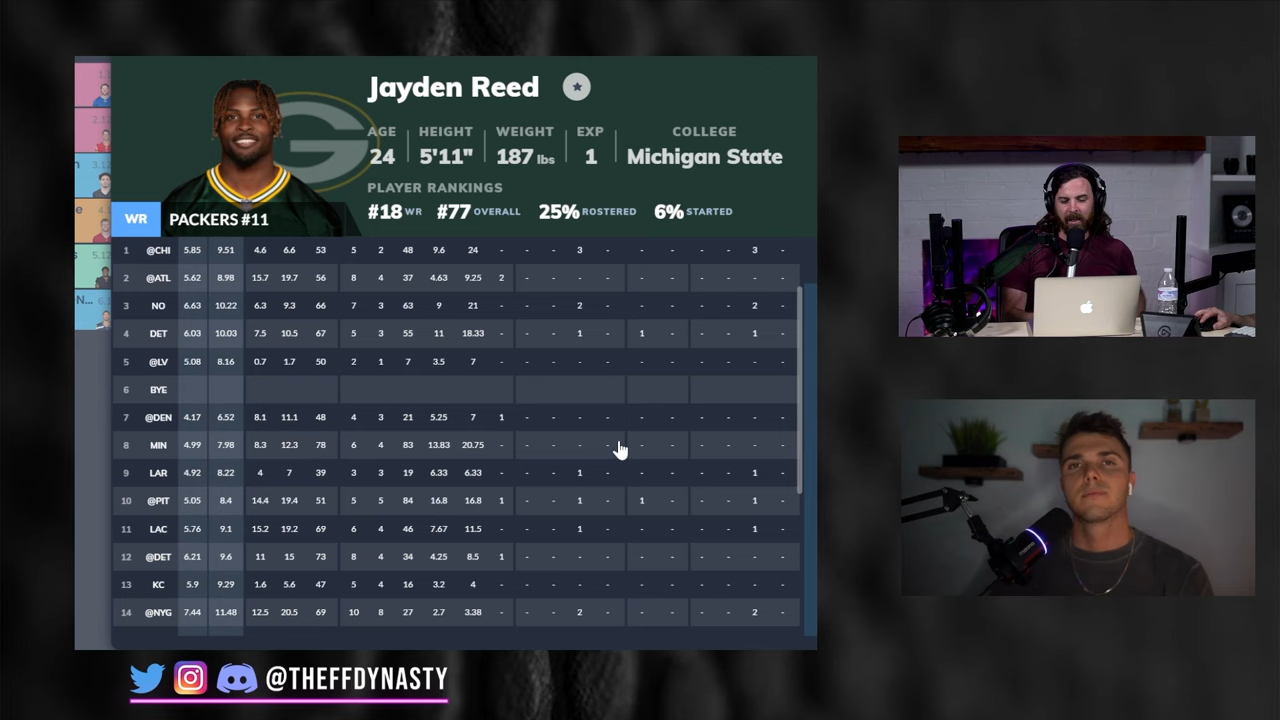 Jayden Reed
AGE HEIGHT WEIGHT EXP COLLEGE
24 5'11" 187 lbs 1 Michigan State
PLAYER RANKINGS
#18 WR #77 OVERALL 25% ROSTERED 6% STARTED
WR PACKERS #11
1 @CHI 5.85 9.51 4.6 6.6 53 5 2 48 9.6 24 - - - 3 - - - - - 3 -
2 @ATL 5.62 8.98 15.7 19.7 56 8 4 37 4.63 9.25 2 - - - - - - - - - -
3 NO 6.63 10.22 6.3 9.3 66 7 3 63 9 21 - - - 2 - - - - - 2 -
4 DET 6.03 10.03 7.5 10.5 67 5 3 55 11 18.33 - - - 1 - 1 - - - 1 -
5 @LV 5.08 8.16 0.7 1.7 50 2 1 7 3.5 7 - - - - - - - - - - -
6 BYE
7 @DEN 4.17 6.52 8.1 11.1 48 4 3 21 5.25 7 1 - - - - - - - - - -
8 MIN 4.99 7.98 8.3 12.3 78 6 4 83 13.83 20.75 - - - - - - - - - - -
9 LAR 4.92 8.22 4 7 39 3 3 19 6.33 6.33 - - - 1 - - - - - 1 -
10 @PIT 5.05 8.4 14.4 19.4 51 5 5 84 16.8 16.8 1 - - 1 - 1 - - - 1 -
11 LAC 5.76 9.1 15.2 19.2 69 6 4 46 7.67 11.5 - - - 1 - - - - - 1 -
12 @DET 6.21 9.6 11 15 73 8 4 34 4.25 8.5 1 - - - - - - - - - -
13 KC 5.9 9.29 1.6 5.6 47 5 4 16 3.2 4 - - - - - - - - - - -
14 @NYG 7.44 11.48 12.5 20.5 69 10 8 27 2.7 3.38 - - - 2 - - - - - 2 -
@THEFFDYNASTY